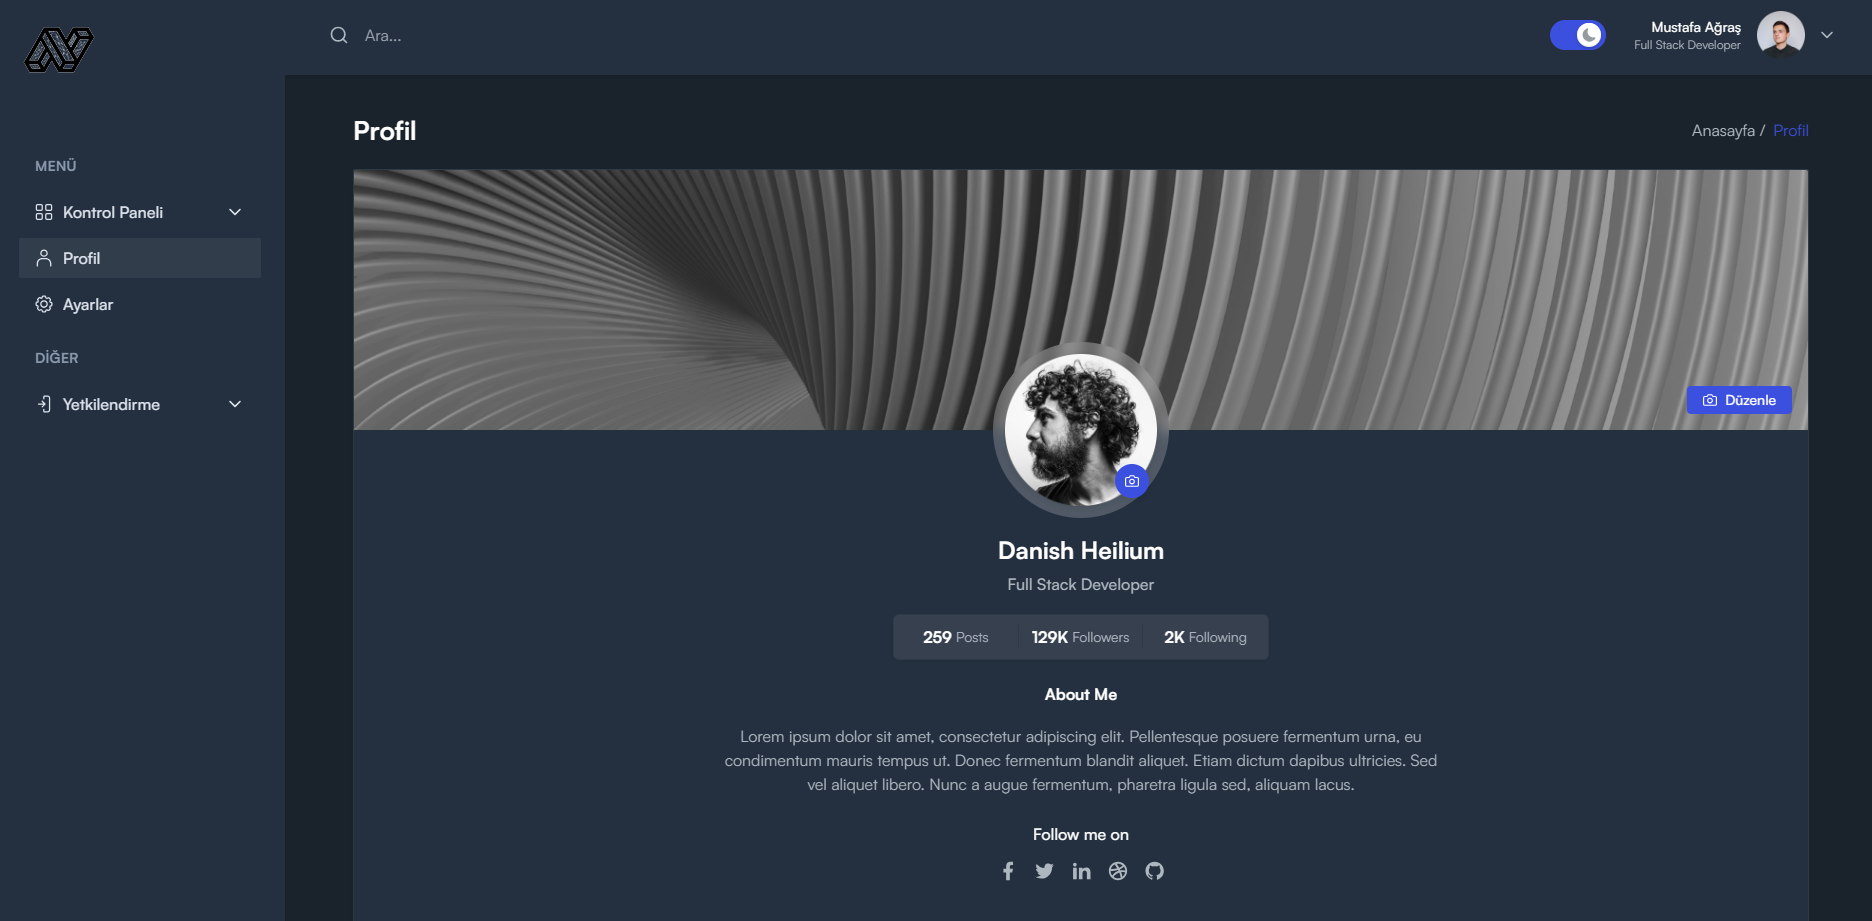 Ara...
Mustafa Ağraş
Full Stack Developer
MENÜ
Kontrol Paneli
Profil
Ayarlar
DİĞER
Yetkilendirme
Profil
Anasayfa / Profil
Düzenle
Danish Heilium
Full Stack Developer
259 Posts 129K Followers 2K Following
About Me
Lorem ipsum dolor sit amet, consectetur adipiscing elit. Pellentesque posuere fermentum urna, eu
condimentum mauris tempus ut. Donec fermentum blandit aliquet. Etiam dictum dapibus ultricies. Sed
vel aliquet libero. Nunc a augue fermentum, pharetra ligula sed, aliquam lacus.
Follow me on